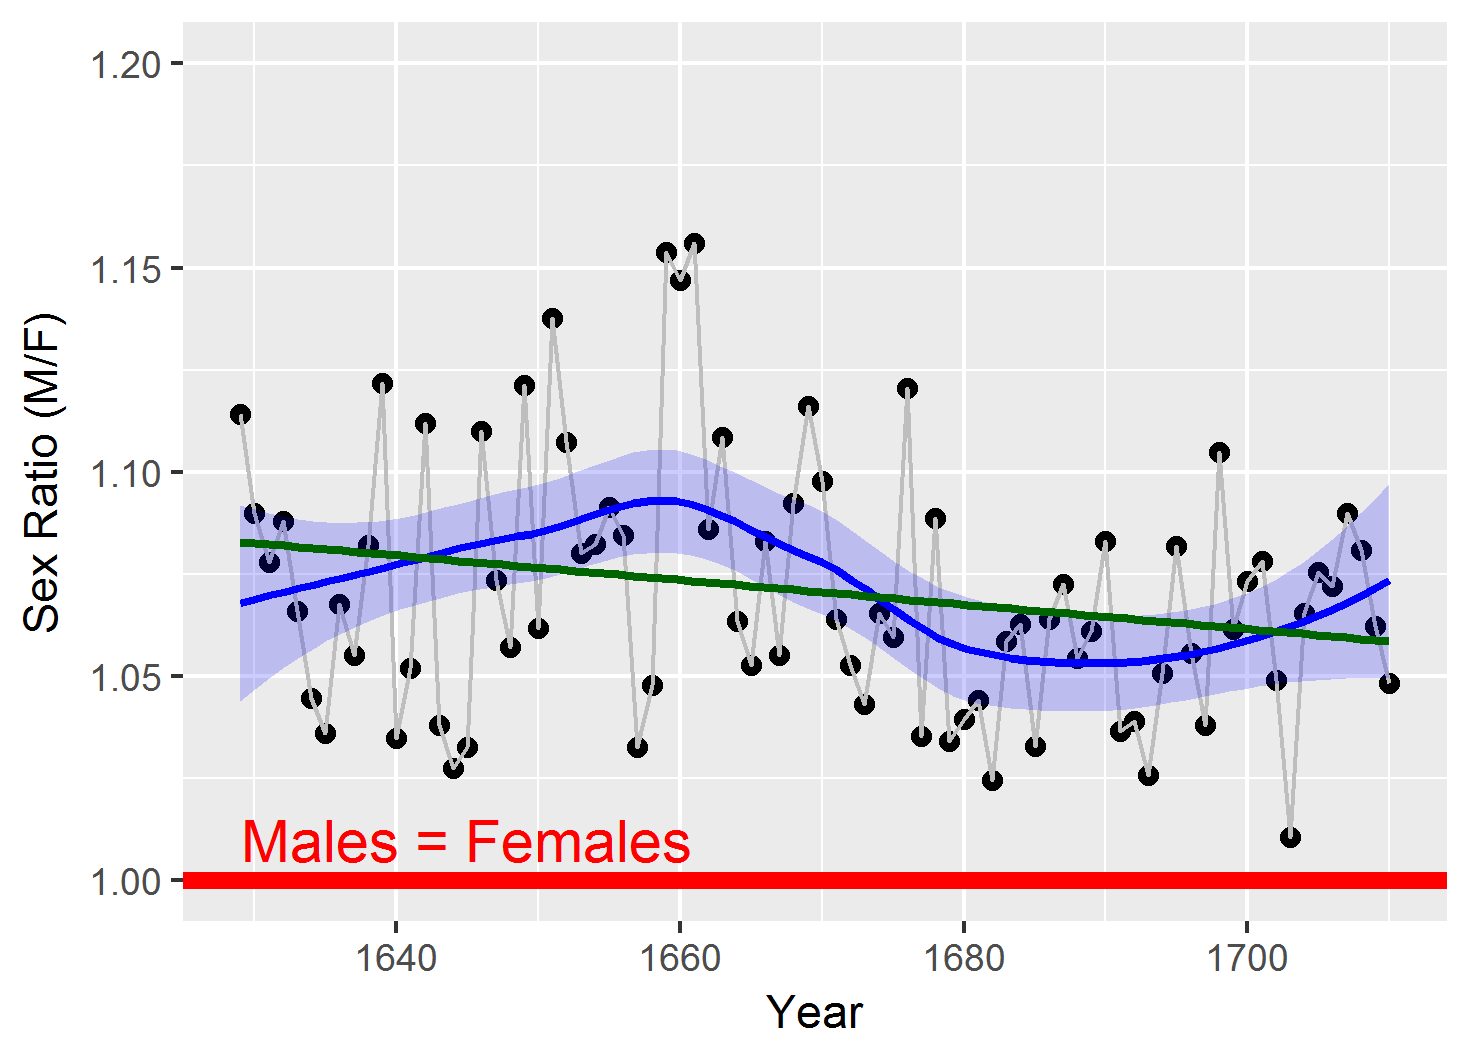 1.20
1.15
1.10
1.05
1.00
Sex Ratio (M/F)
Males = Females
1640 1660 1680 1700
Year